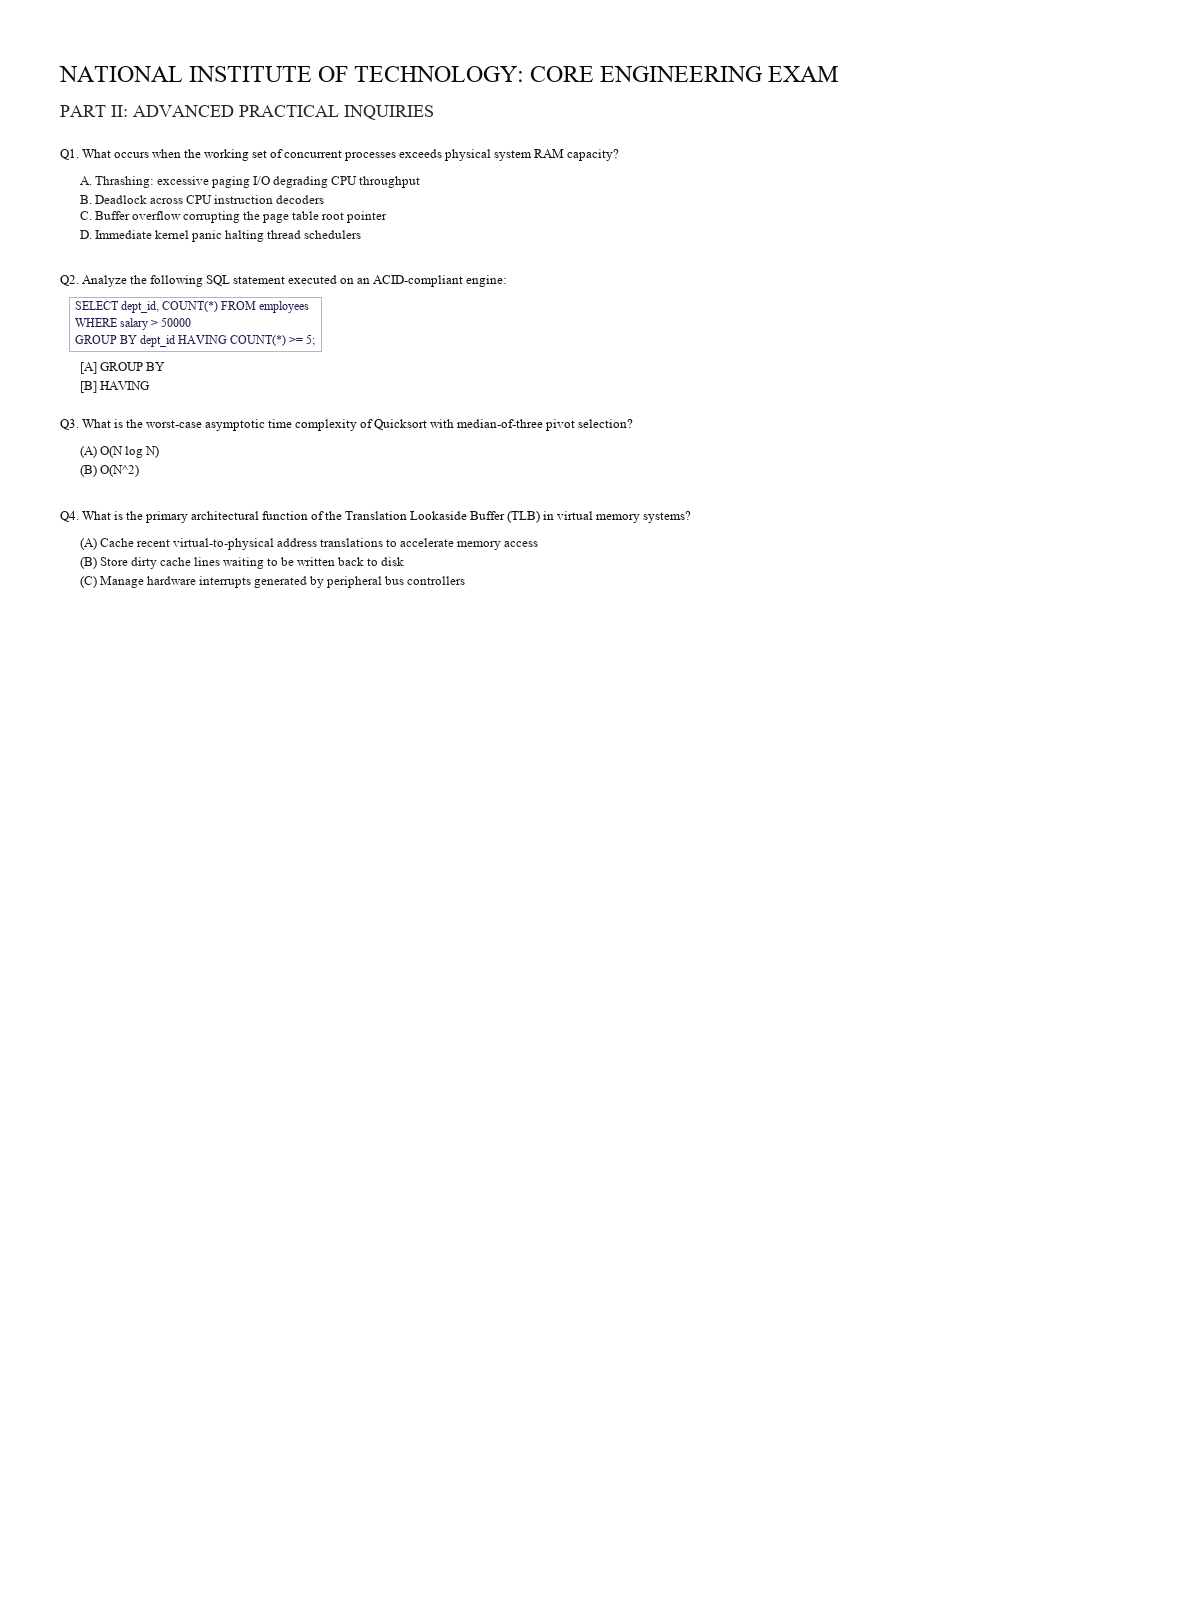 NATIONAL INSTITUTE OF TECHNOLOGY: CORE ENGINEERING EXAM
PART II: ADVANCED PRACTICAL INQUIRIES
Q1. What occurs when the working set of concurrent processes exceeds physical system RAM capacity?
A. Thrashing: excessive paging I/O degrading CPU throughput
B. Deadlock across CPU instruction decoders
C. Buffer overflow corrupting the page table root pointer
D. Immediate kernel panic halting thread schedulers
Q2. Analyze the following SQL statement executed on an ACID-compliant engine:
SELECT dept_id, COUNT(*) FROM employees
WHERE salary > 50000
GROUP BY dept_id HAVING COUNT(*) >= 5;
[A] GROUP BY
[B] HAVING
Q3. What is the worst-case asymptotic time complexity of Quicksort with median-of-three pivot selection?
(A) O(N log N)
(B) O(N^2)
Q4. What is the primary architectural function of the Translation Lookaside Buffer (TLB) in virtual memory systems?
(A) Cache recent virtual-to-physical address translations to accelerate memory access
(B) Store dirty cache lines waiting to be written back to disk
(C) Manage hardware interrupts generated by peripheral bus controllers